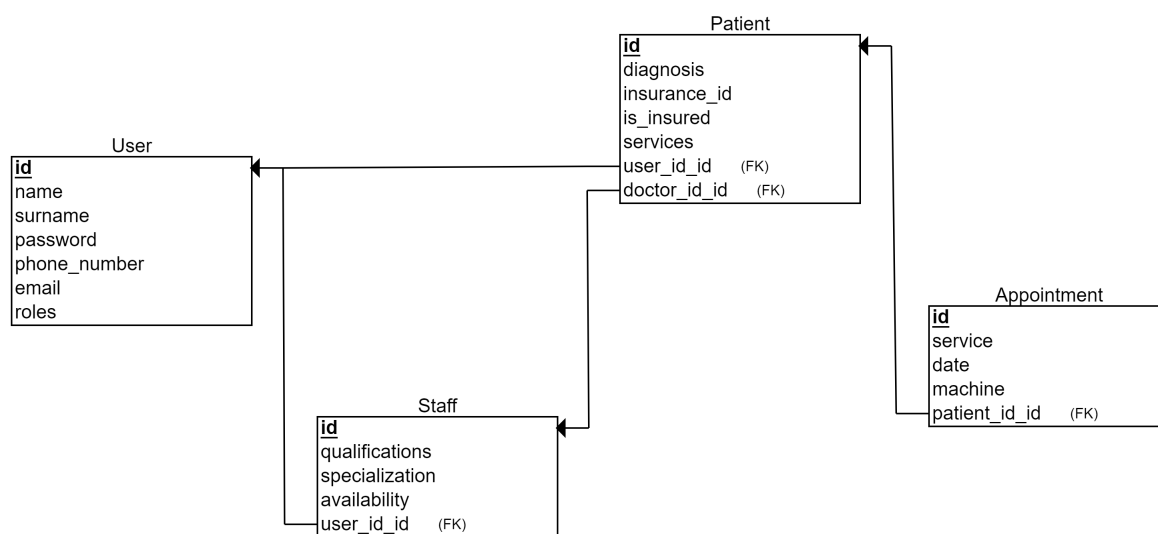 Patient
id
diagnosis
insurance_id
is_insured
services
user_id_id (FK)
doctor_id_id (FK)
User
id
name
surname
password
phone_number
email
roles
Appointment
id
service
date
machine
patient_id_id (FK)
Staff
id
qualifications
specialization
availability
user_id_id (FK)